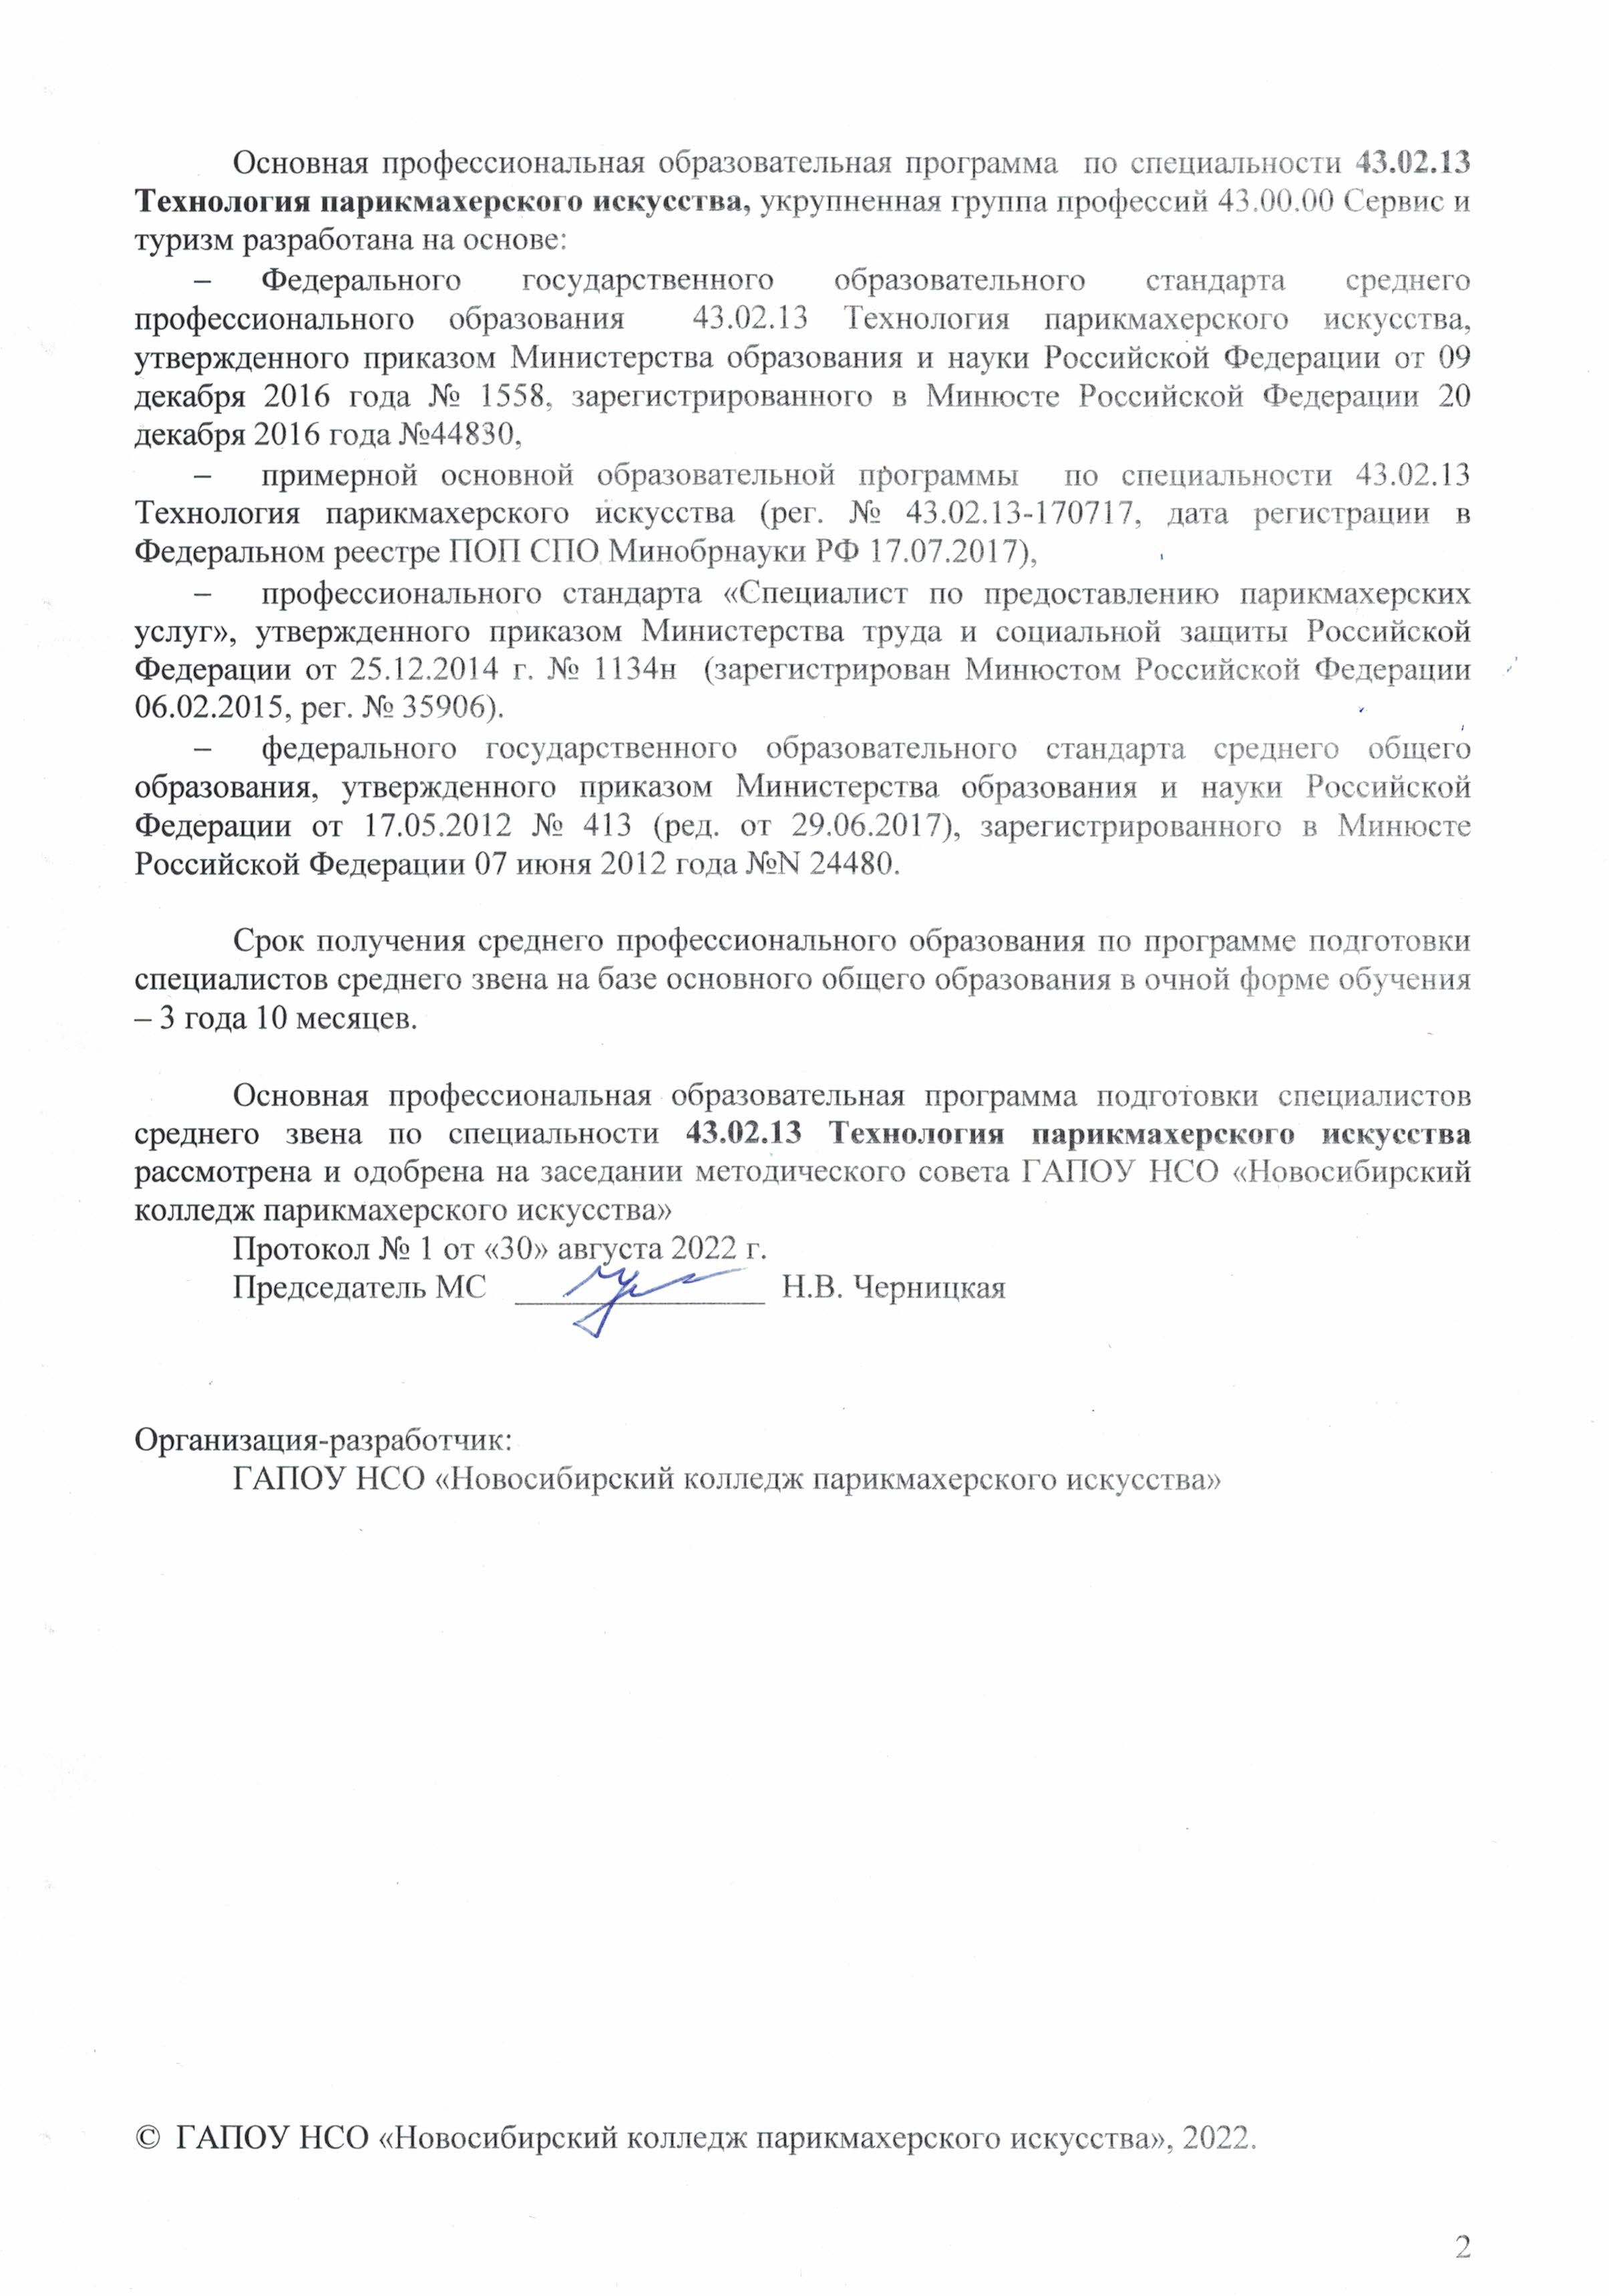 Основная профессиональная образовательная программа по специальности 43.02.13
Технология парикмахерского искусства, укрупненная группа профессий 43.00.00 Сервис и
туризм разработана на основе:
– Федерального государственного образовательного стандарта среднего
профессионального образования 43.02.13 Технология парикмахерского искусства,
утвержденного приказом Министерства образования и науки Российской Федерации от 09
декабря 2016 года № 1558, зарегистрированного в Минюсте Российской Федерации 20
декабря 2016 года №44830,
– примерной основной образовательной программы по специальности 43.02.13
Технология парикмахерского искусства (рег. № 43.02.13-170717, дата регистрации в
Федеральном реестре ПОП СПО Минобрнауки РФ 17.07.2017),
– профессионального стандарта «Специалист по предоставлению парикмахерских
услуг», утвержденного приказом Министерства труда и социальной защиты Российской
Федерации от 25.12.2014 г. № 1134н (зарегистрирован Минюстом Российской Федерации
06.02.2015, рег. № 35906).
– федерального государственного образовательного стандарта среднего общего
образования, утвержденного приказом Министерства образования и науки Российской
Федерации от 17.05.2012 № 413 (ред. от 29.06.2017), зарегистрированного в Минюсте
Российской Федерации 07 июня 2012 года №N 24480.
Срок получения среднего профессионального образования по программе подготовки
специалистов среднего звена на базе основного общего образования в очной форме обучения
– 3 года 10 месяцев.
Основная профессиональная образовательная программа подготовки специалистов
среднего звена по специальности 43.02.13 Технология парикмахерского искусства
рассмотрена и одобрена на заседании методического совета ГАПОУ НСО «Новосибирский
колледж парикмахерского искусства»
Протокол № 1 от «30» августа 2022 г.
Председатель МС _______________ Н.В. Черницкая
Организация-разработчик:
ГАПОУ НСО «Новосибирский колледж парикмахерского искусства»
© ГАПОУ НСО «Новосибирский колледж парикмахерского искусства», 2022.
2